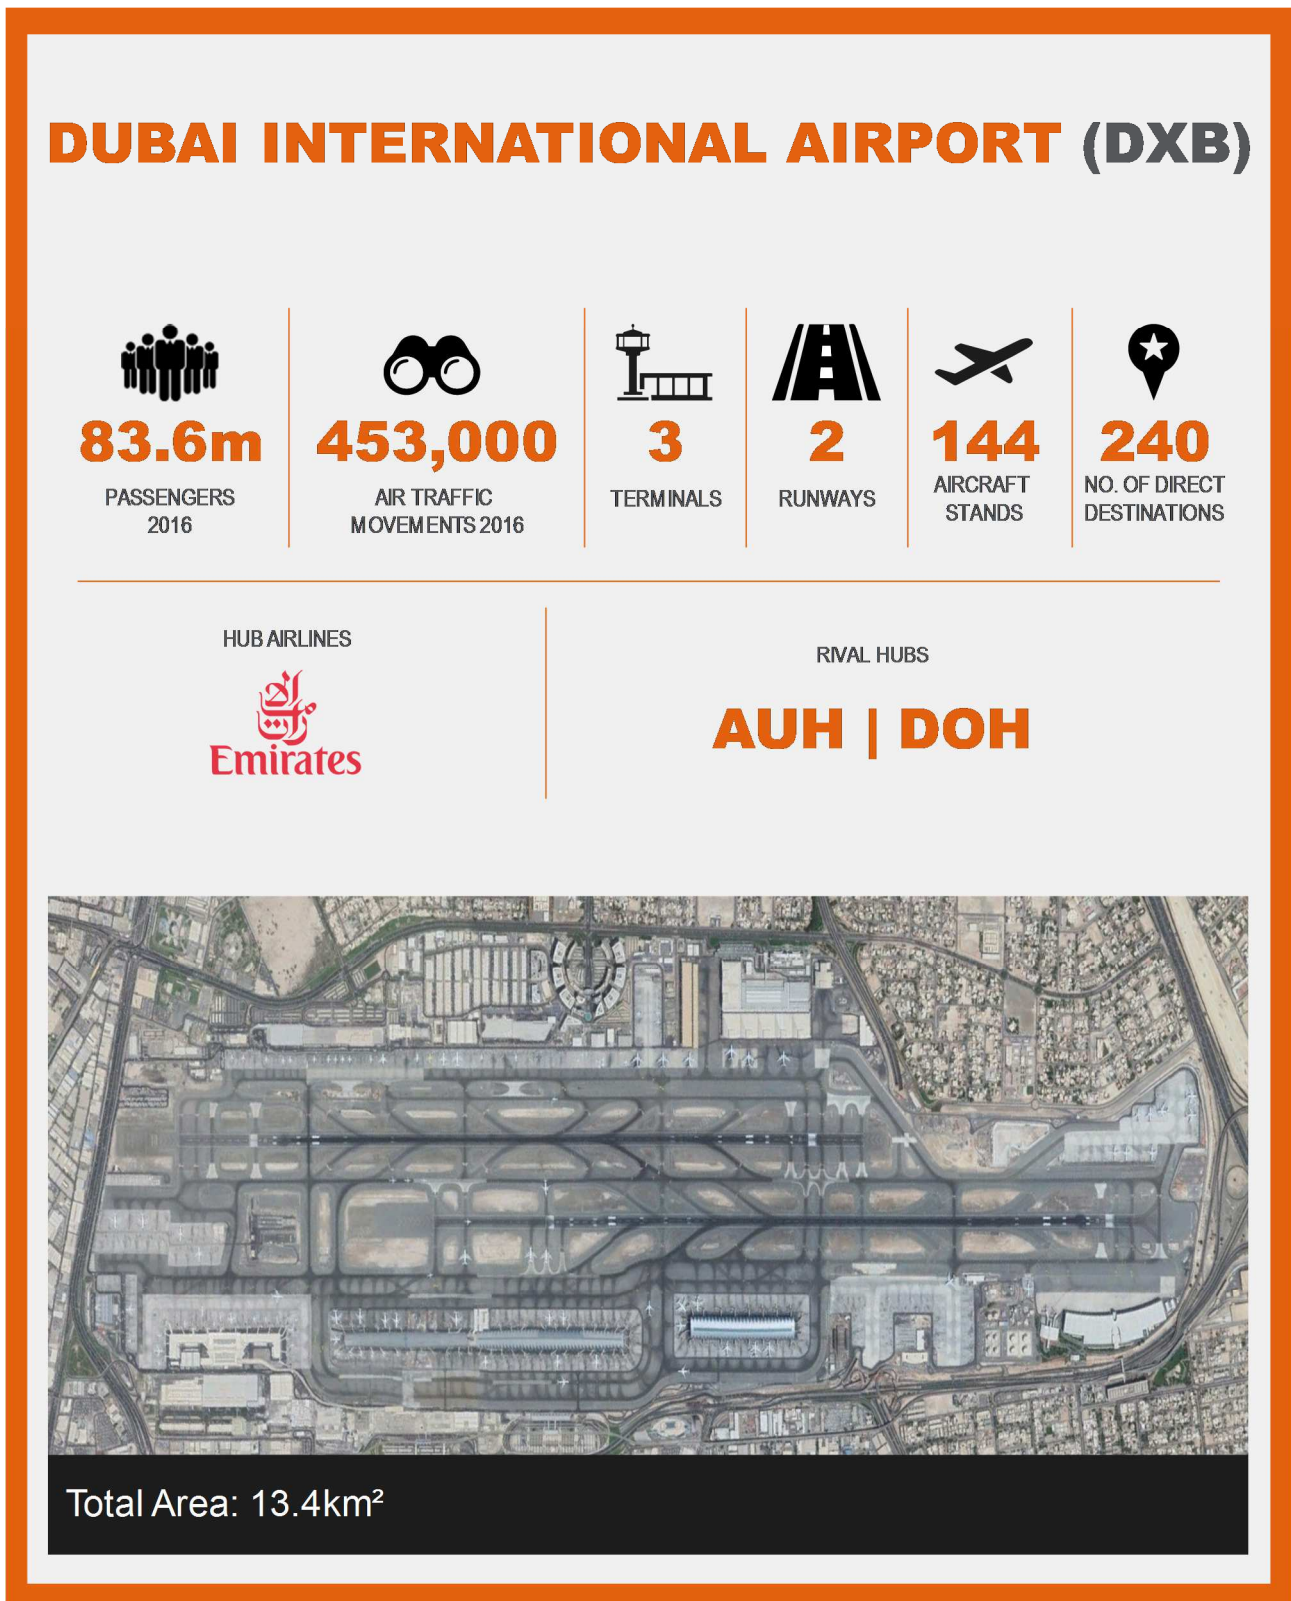 DUBAI INTERNATIONAL AIRPORT (DXB)
83.6m
PASSENGERS
2016
453,000
AIR TRAFFIC
MOVEMENTS 2016
3
TERMINALS
2
RUNWAYS
144
AIRCRAFT
STANDS
240
NO. OF DIRECT
DESTINATIONS
HUB AIRLINES
الإمارات
Emirates
RIVAL HUBS
AUH | DOH
Total Area: 13.4km²